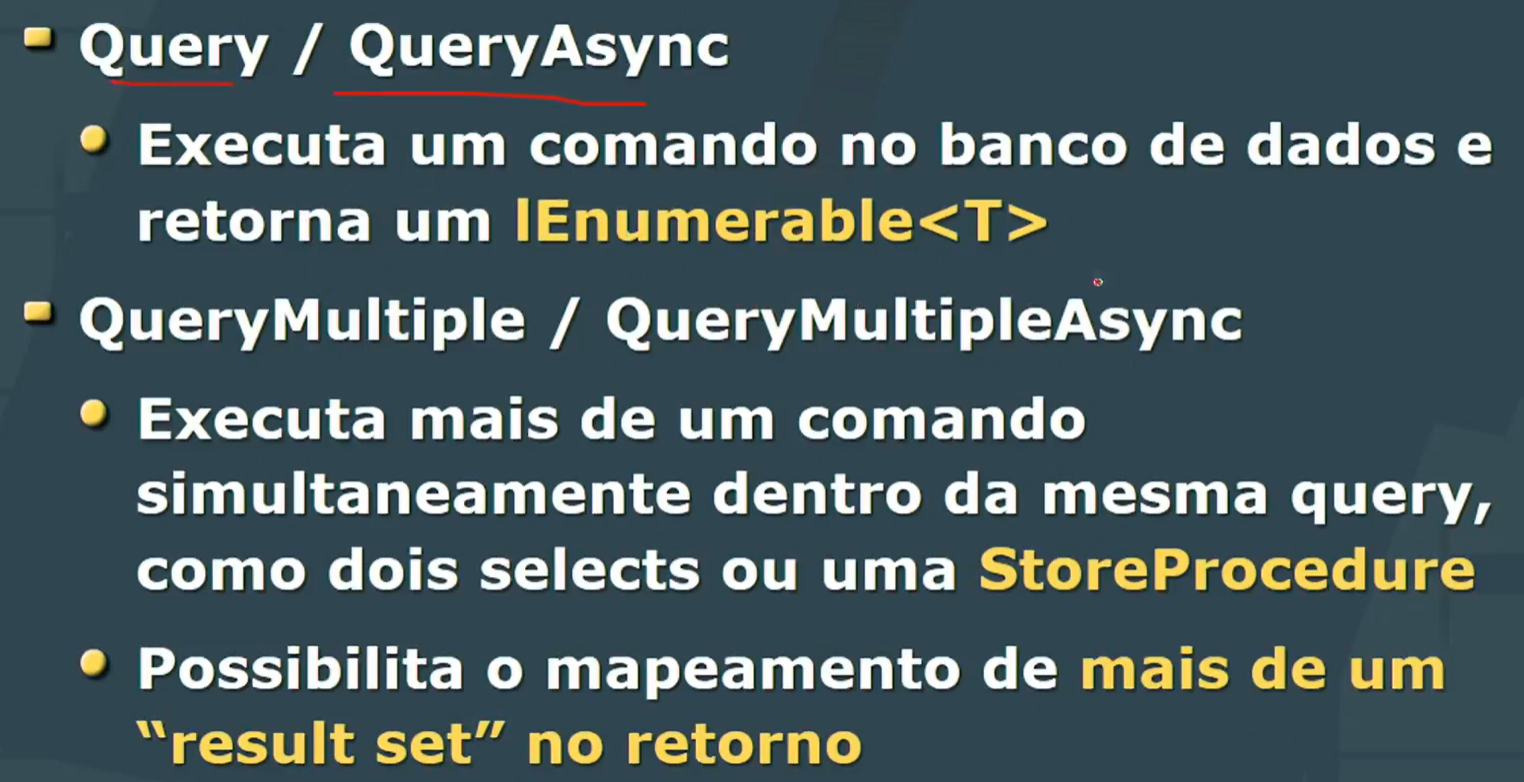 Query / QueryAsync
Executa um comando no banco de dados e
retorna um lEnumerable<T>
QueryMultiple / QueryMultipleAsync
Executa mais de um comando
simultaneamente dentro da mesma query,
como dois selects ou uma StoreProcedure
Possibilita o mapeamento de mais de um
“result set” no retorno